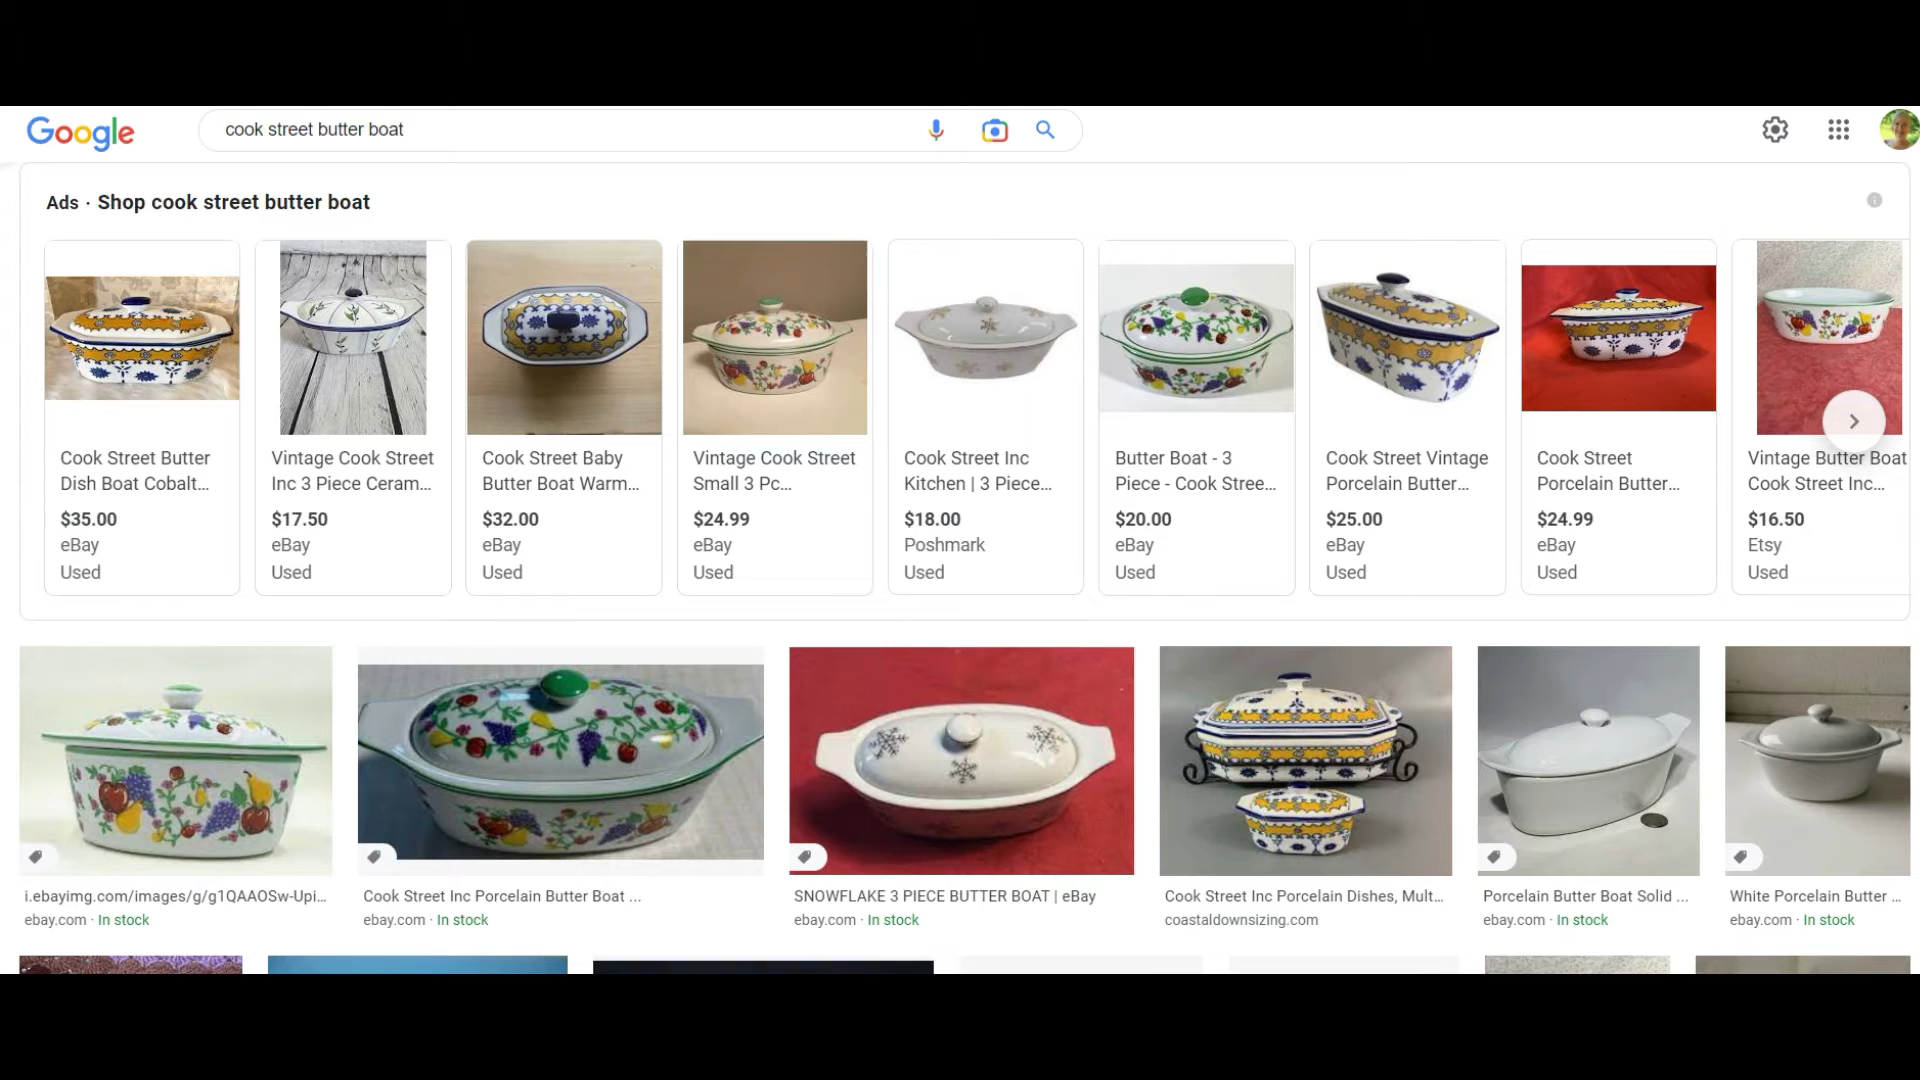 Google
cook street butter boat
Ads · Shop cook street butter boat
Cook Street Butter
Dish Boat Cobalt...
$35.00
eBay
Used
Vintage Cook Street
Inc 3 Piece Ceram...
$17.50
eBay
Used
Cook Street Baby
Butter Boat Warm...
$32.00
eBay
Used
Vintage Cook Street
Small 3 Pc...
$24.99
eBay
Used
Cook Street Inc
Kitchen | 3 Piece...
$18.00
Poshmark
Used
Butter Boat - 3
Piece - Cook Stree...
$20.00
eBay
Used
Cook Street Vintage
Porcelain Butter...
$25.00
eBay
Used
Cook Street
Porcelain Butter...
$24.99
eBay
Used
Vintage Butter Boat
Cook Street Inc...
$16.50
Etsy
Used
i.ebayimg.com/images/g/g1QAAOSw-Upi...
ebay.com · In stock
Cook Street Inc Porcelain Butter Boat ...
ebay.com · In stock
SNOWFLAKE 3 PIECE BUTTER BOAT | eBay
ebay.com · In stock
Cook Street Inc Porcelain Dishes, Mult...
coastaldownsizing.com
Porcelain Butter Boat Solid ...
ebay.com · In stock
White Porcelain Butter ...
ebay.com · In stock